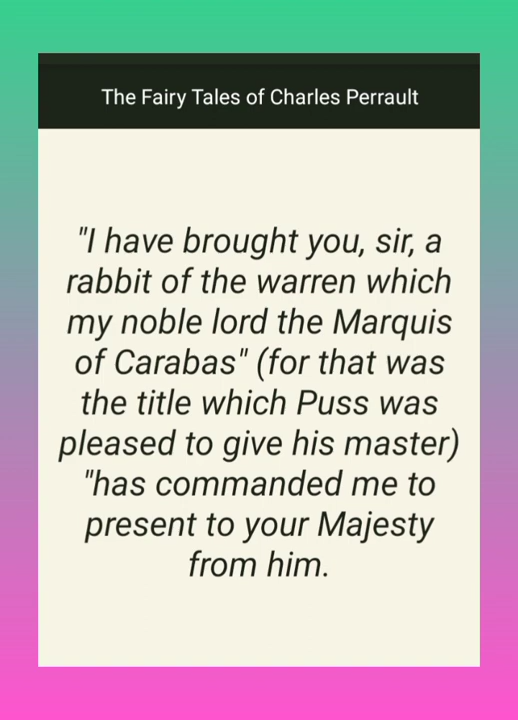 The Fairy Tales of Charles Perrault
"I have brought you, sir, a
rabbit of the warren which
my noble lord the Marquis
of Carabas" (for that was
the title which Puss was
pleased to give his master)
"has commanded me to
present to your Majesty
from him.